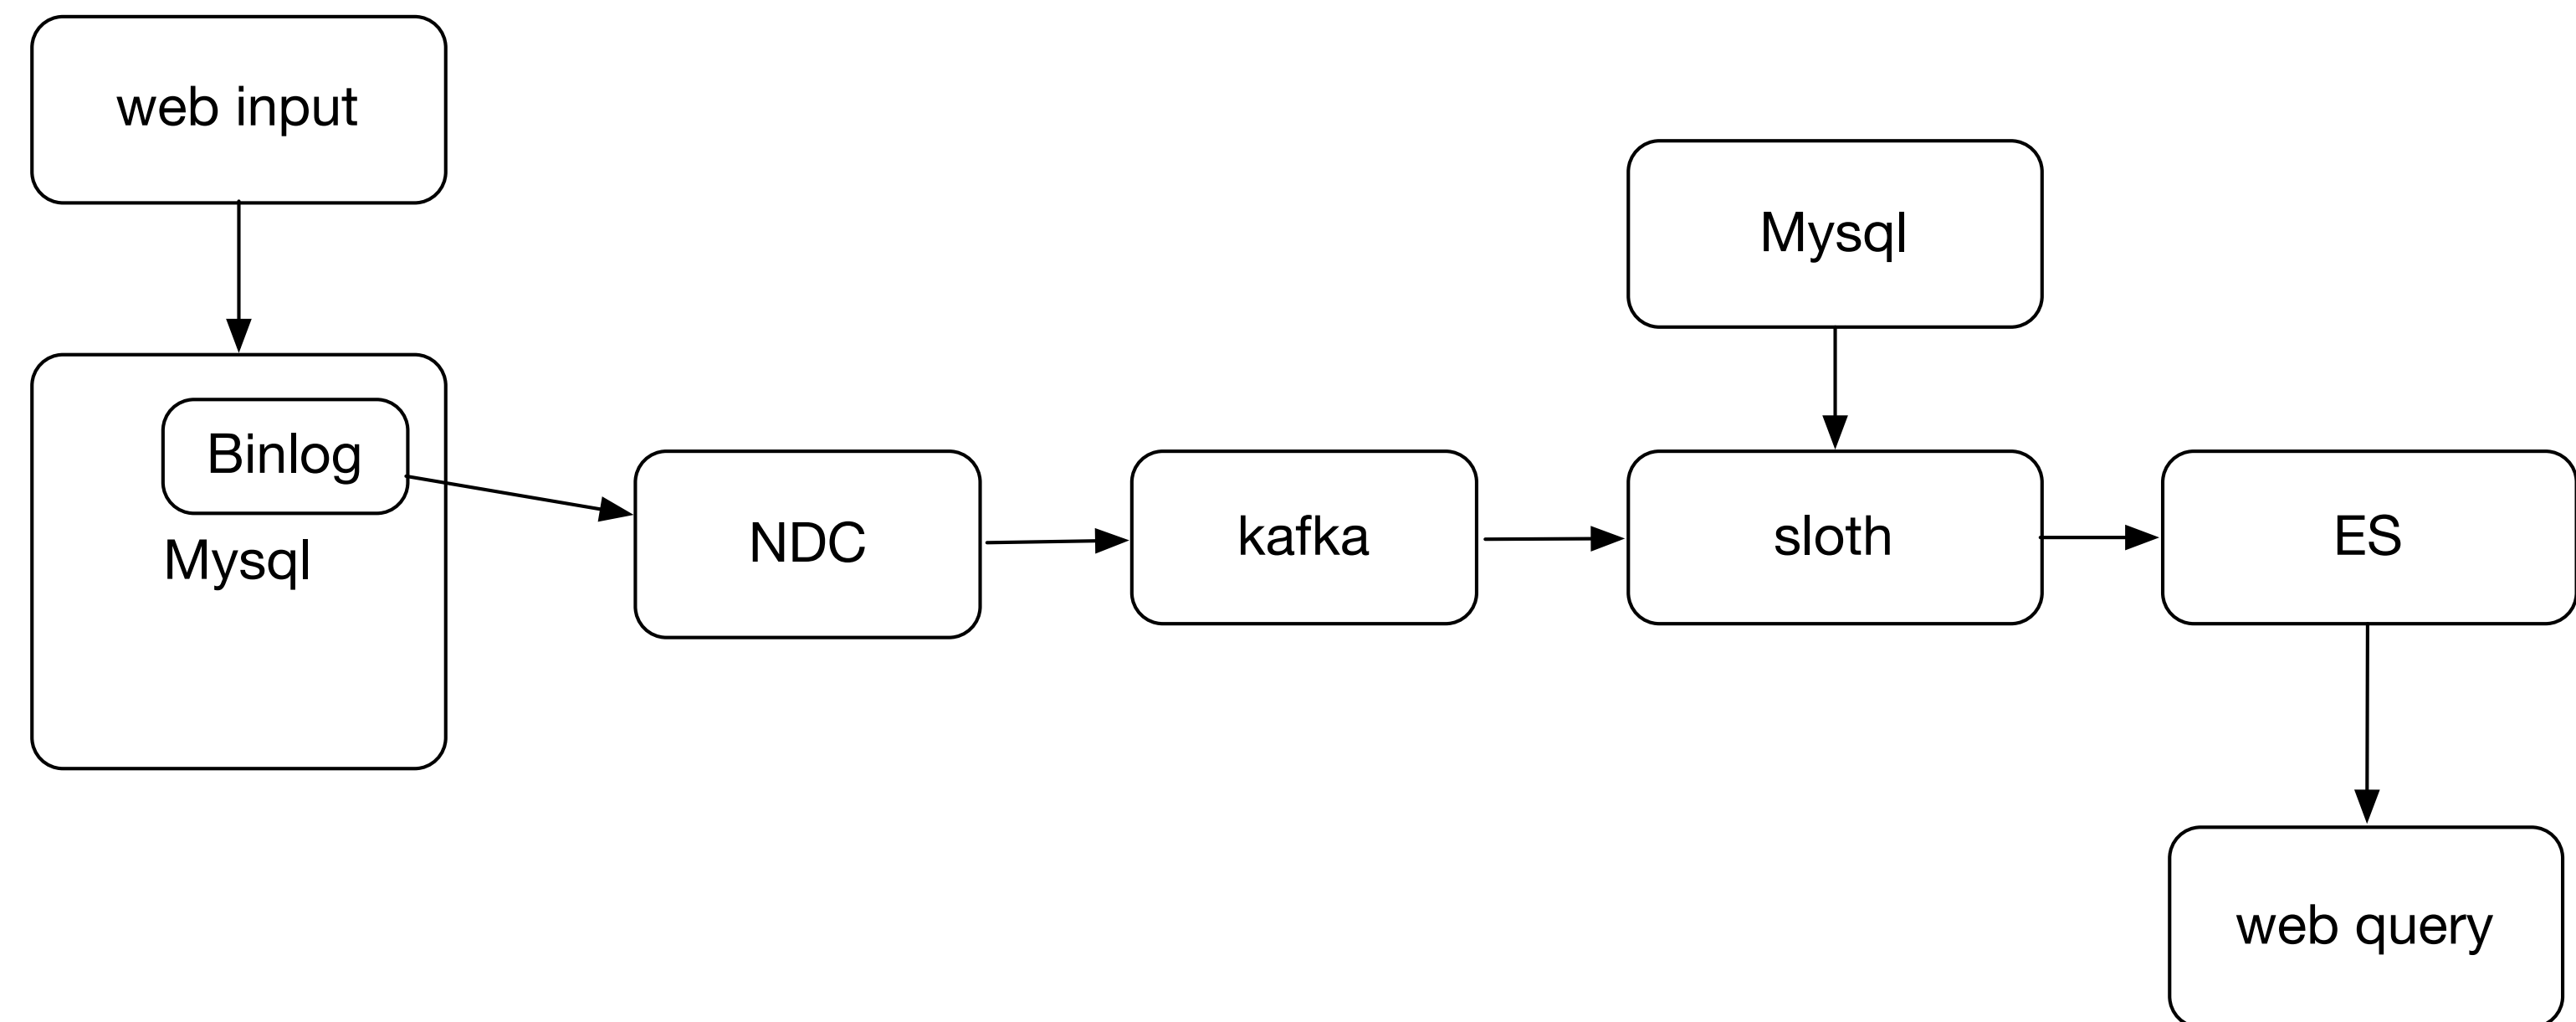 web input
Mysql
Binlog
Mysql
NDC
kafka
sloth
ES
web query